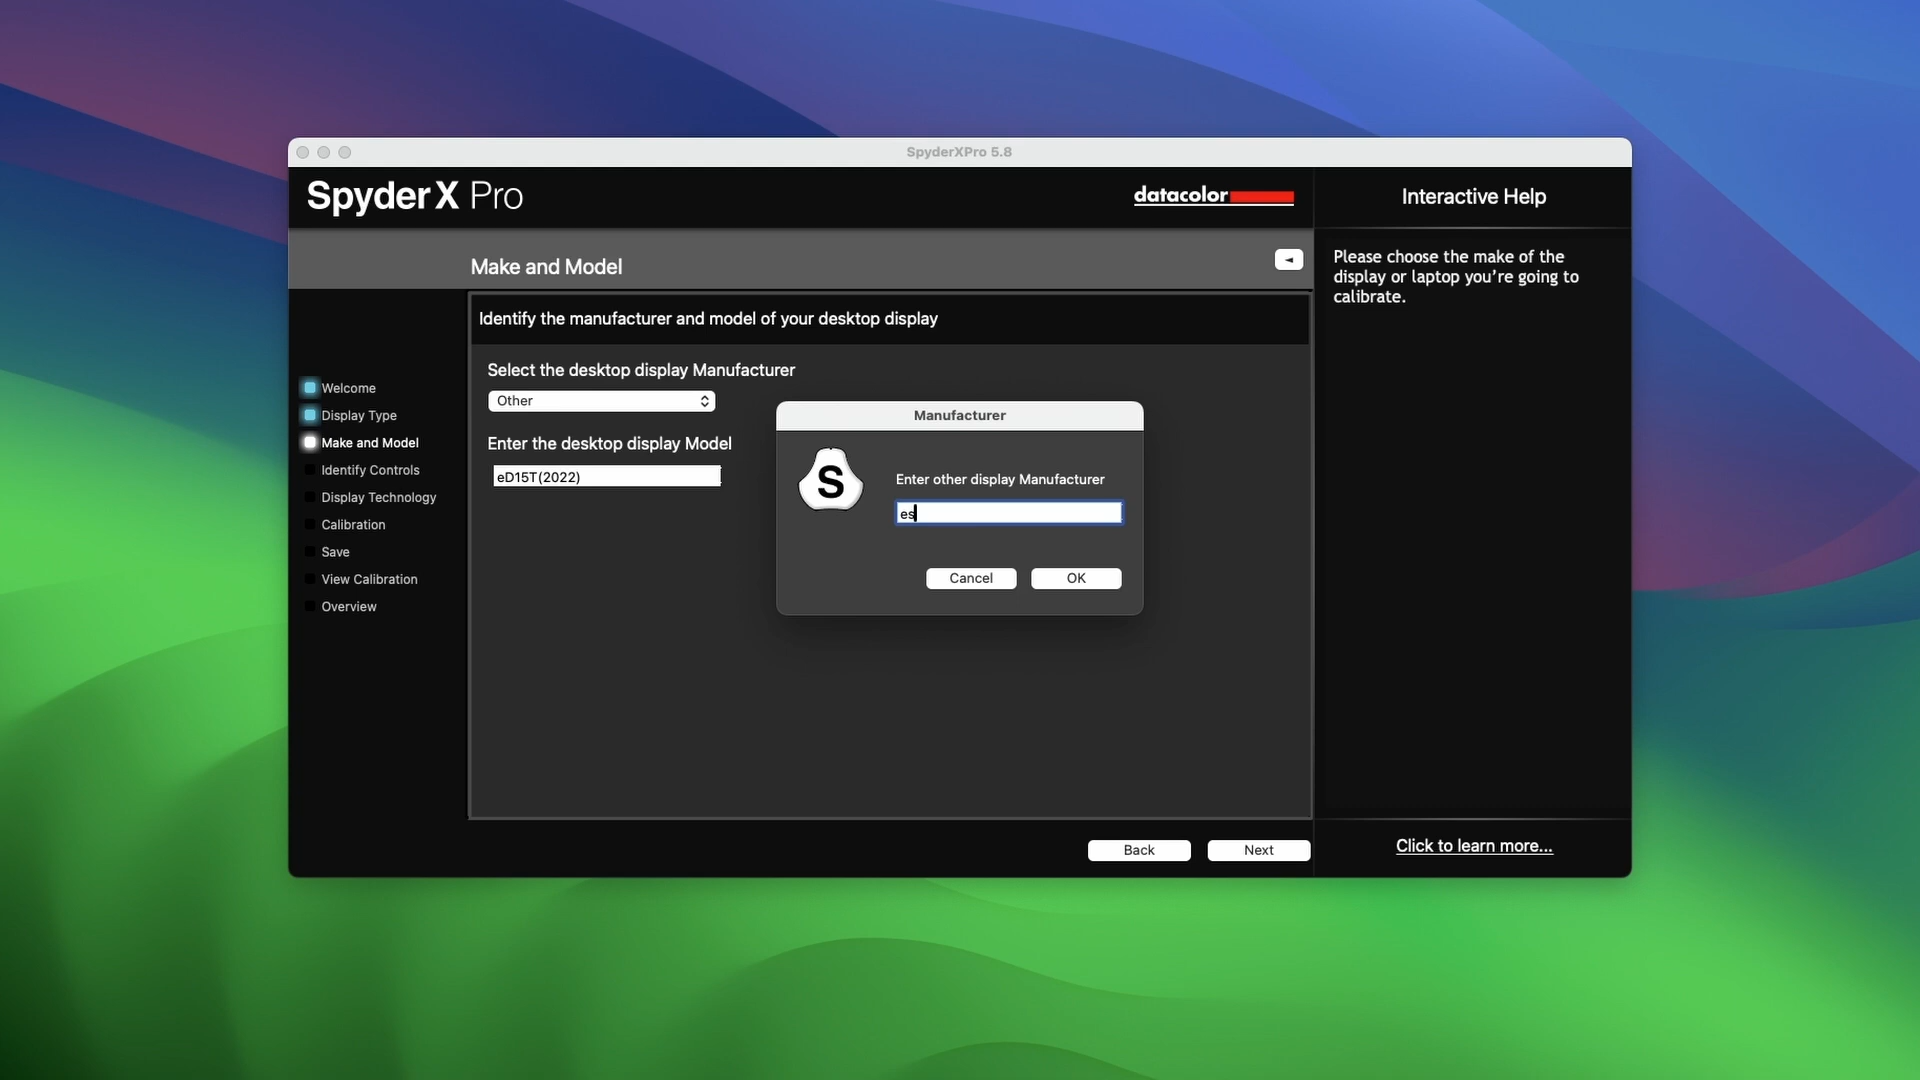 SpyderXPro 5.8
SpyderX Pro
datacolor
Interactive Help
Make and Model
◄
Please choose the make of the
display or laptop you're going to
calibrate.
Identify the manufacturer and model of your desktop display
Select the desktop display Manufacturer
Other
Enter the desktop display Model
eD15T(2022)
Welcome
Display Type
Make and Model
Identify Controls
Display Technology
Calibration
Save
View Calibration
Overview
Manufacturer
S
Enter other display Manufacturer
es
Cancel
OK
Back
Next
Click to learn more...